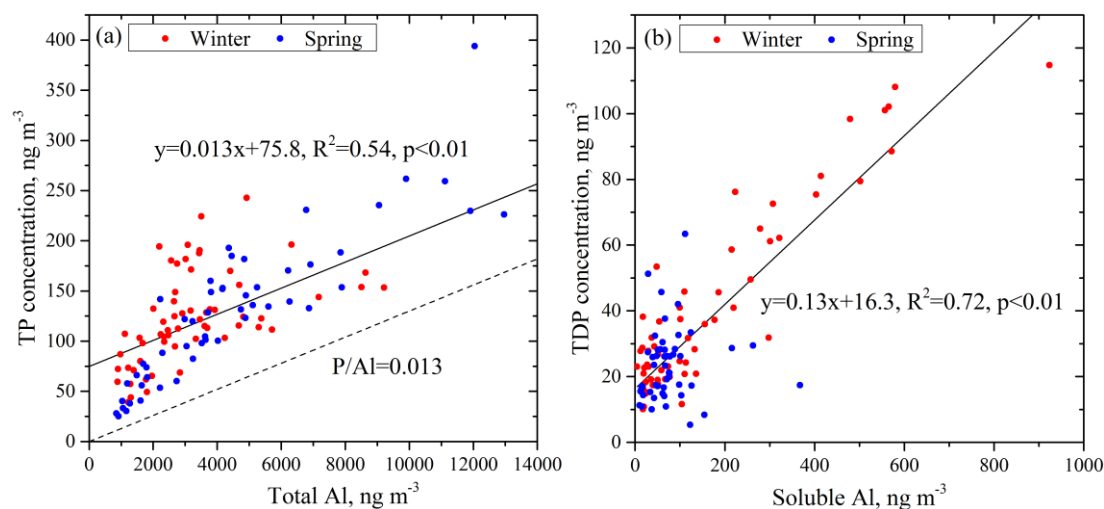 (a) Winter Spring
TP concentration, ng m⁻³
400
350
300
250
200
150
100
50
0
y=0.013x+75.8, R²=0.54, p<0.01
P/Al=0.013
0 2000 4000 6000 8000 10000 12000 14000
Total Al, ng m⁻³
(b) Winter Spring
TDP concentration, ng m⁻³
120
100
80
60
40
20
0
y=0.13x+16.3, R²=0.72, p<0.01
0 200 400 600 800 1000
Soluble Al, ng m⁻³